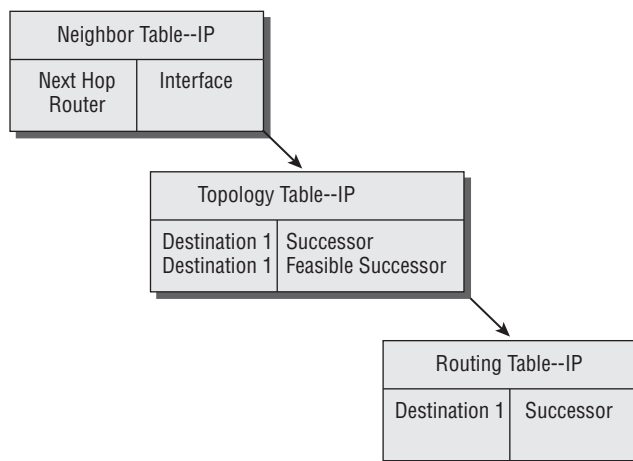 Neighbor Table--IP
Next Hop Router
Interface
Topology Table--IP
Destination 1 Successor
Destination 1 Feasible Successor
Routing Table--IP
Destination 1 Successor